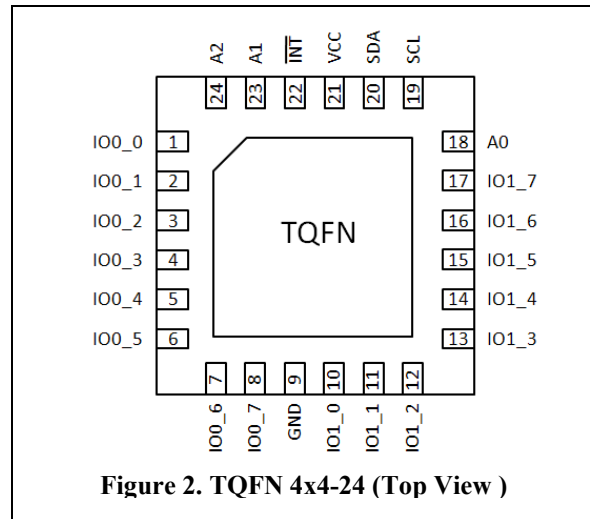 A2 A1 INT VCC SDA SCL
24 23 22 21 20 19
IO0_0 1 18 A0
IO0_1 2 17 IO1_7
IO0_2 3 16 IO1_6
TQFN
IO0_3 4 15 IO1_5
IO0_4 5 14 IO1_4
IO0_5 6 13 IO1_3
7 8 9 10 11 12
IO0_6 IO0_7 GND IO1_0 IO1_1 IO1_2
Figure 2. TQFN 4x4-24 (Top View )